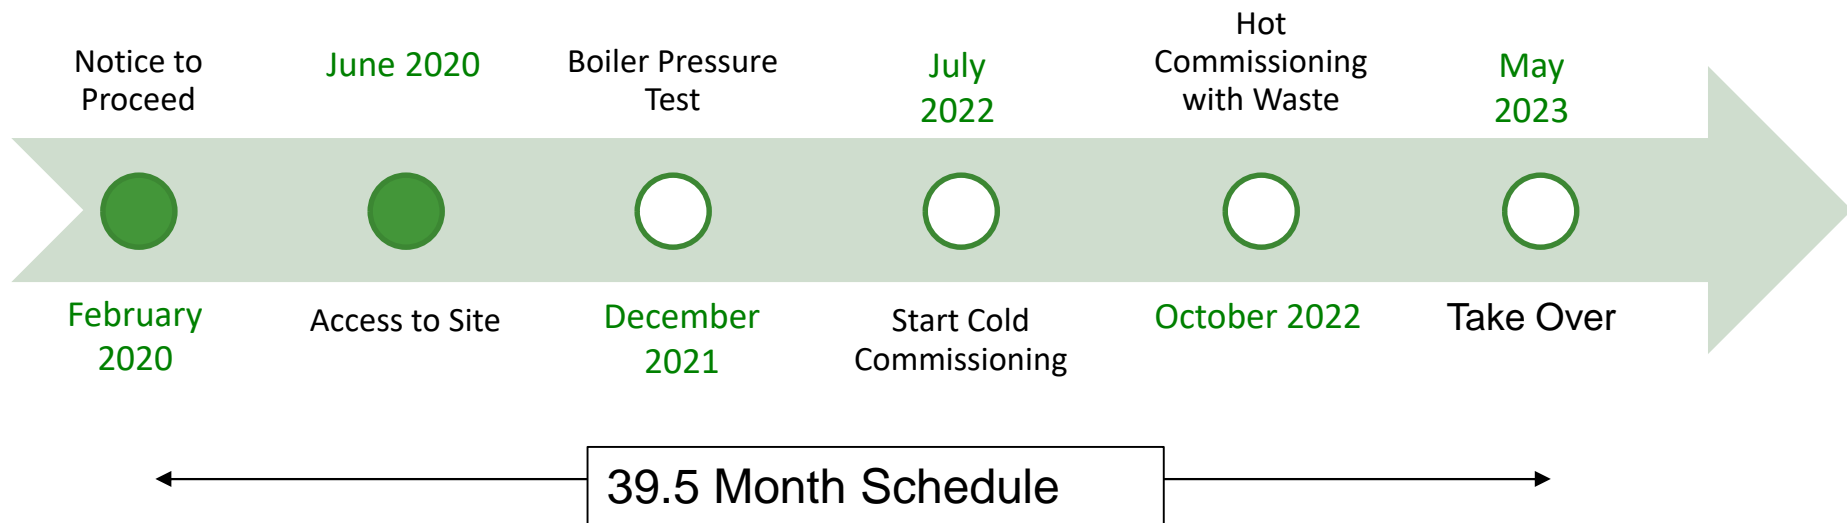 Notice to
Proceed
February
2020
June 2020
Access to Site
Boiler Pressure
Test
December
2021
July
2022
Start Cold
Commissioning
Hot
Commissioning
with Waste
October 2022
May
2023
Take Over
39.5 Month Schedule